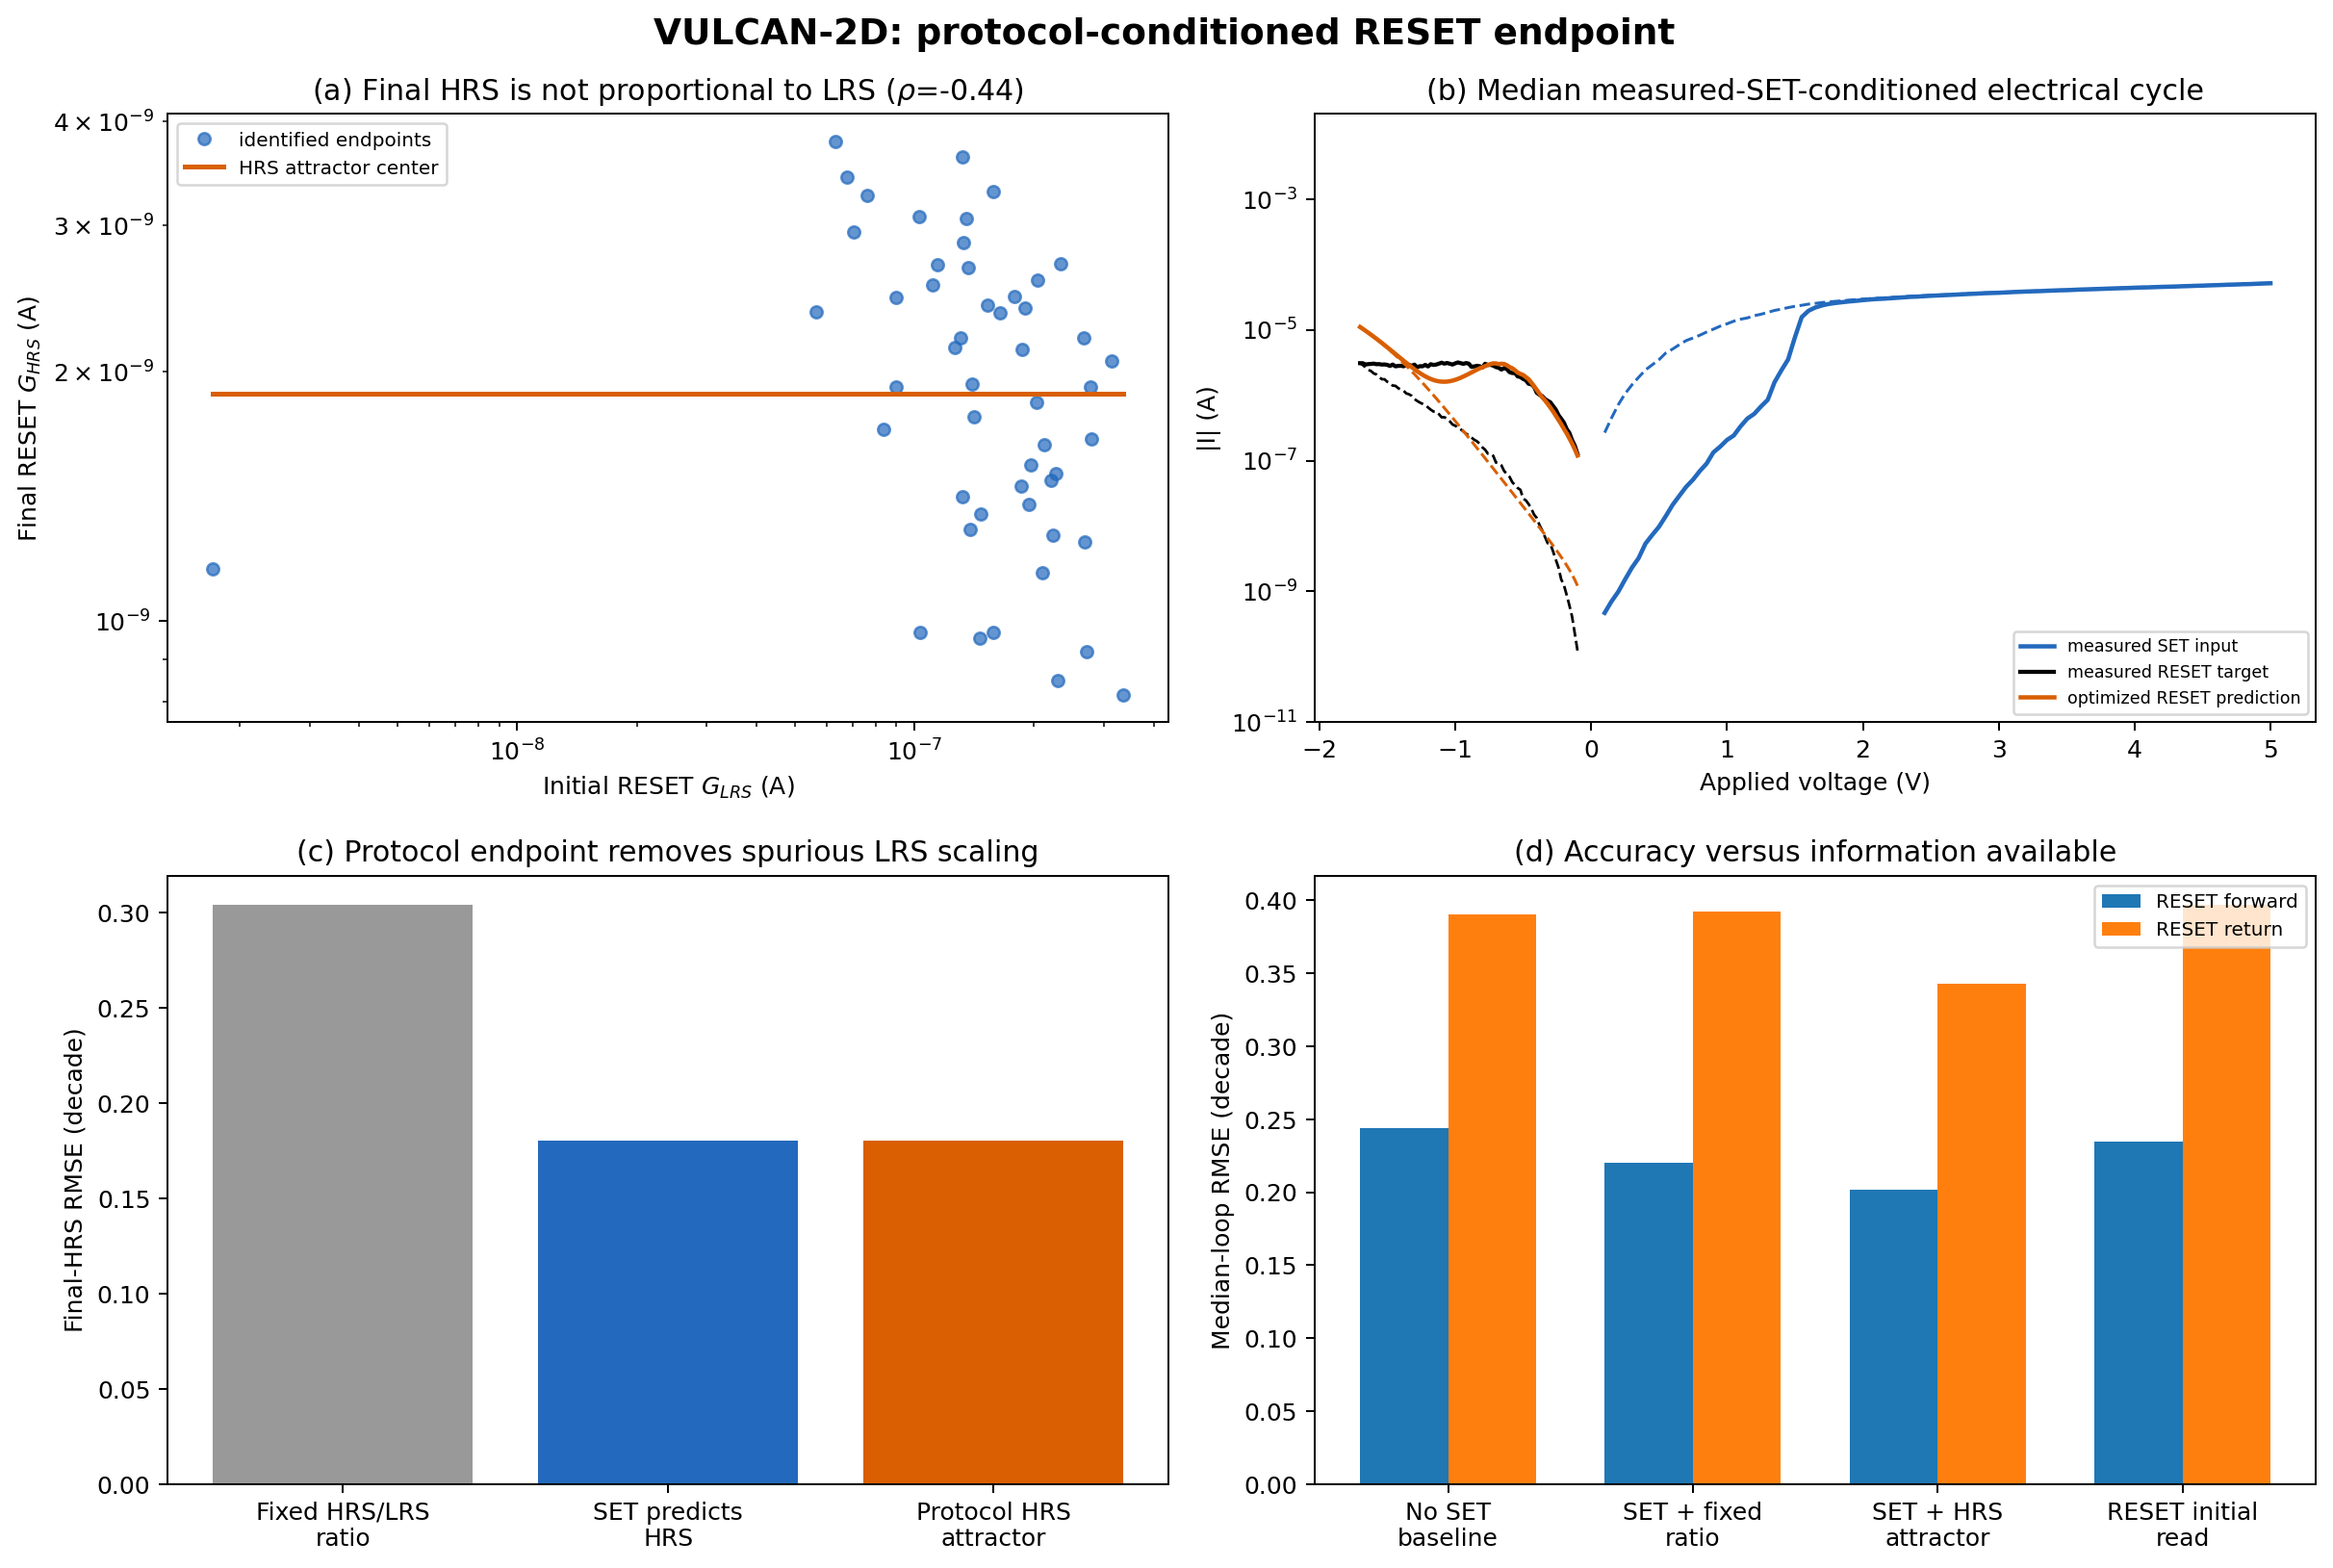 VULCAN-2D: protocol-conditioned RESET endpoint
(a) Final HRS is not proportional to LRS (ρ=-0.44)
4 × 10⁻⁹
3 × 10⁻⁹
2 × 10⁻⁹
10⁻⁹
Final RESET G_HRS (A)
identified endpoints
HRS attractor center
10⁻⁸
10⁻⁷
Initial RESET G_LRS (A)
(b) Median measured-SET-conditioned electrical cycle
10⁻³
10⁻⁵
10⁻⁷
10⁻⁹
10⁻¹¹
|I| (A)
measured SET input
measured RESET target
optimized RESET prediction
−2
−1
0
1
2
3
4
5
Applied voltage (V)
(c) Protocol endpoint removes spurious LRS scaling
0.30
0.25
0.20
0.15
0.10
0.05
0.00
Final-HRS RMSE (decade)
Fixed HRS/LRS
ratio
SET predicts
HRS
Protocol HRS
attractor
(d) Accuracy versus information available
0.40
0.35
0.30
0.25
0.20
0.15
0.10
0.05
0.00
Median-loop RMSE (decade)
RESET forward
RESET return
No SET
baseline
SET + fixed
ratio
SET + HRS
attractor
RESET initial
read